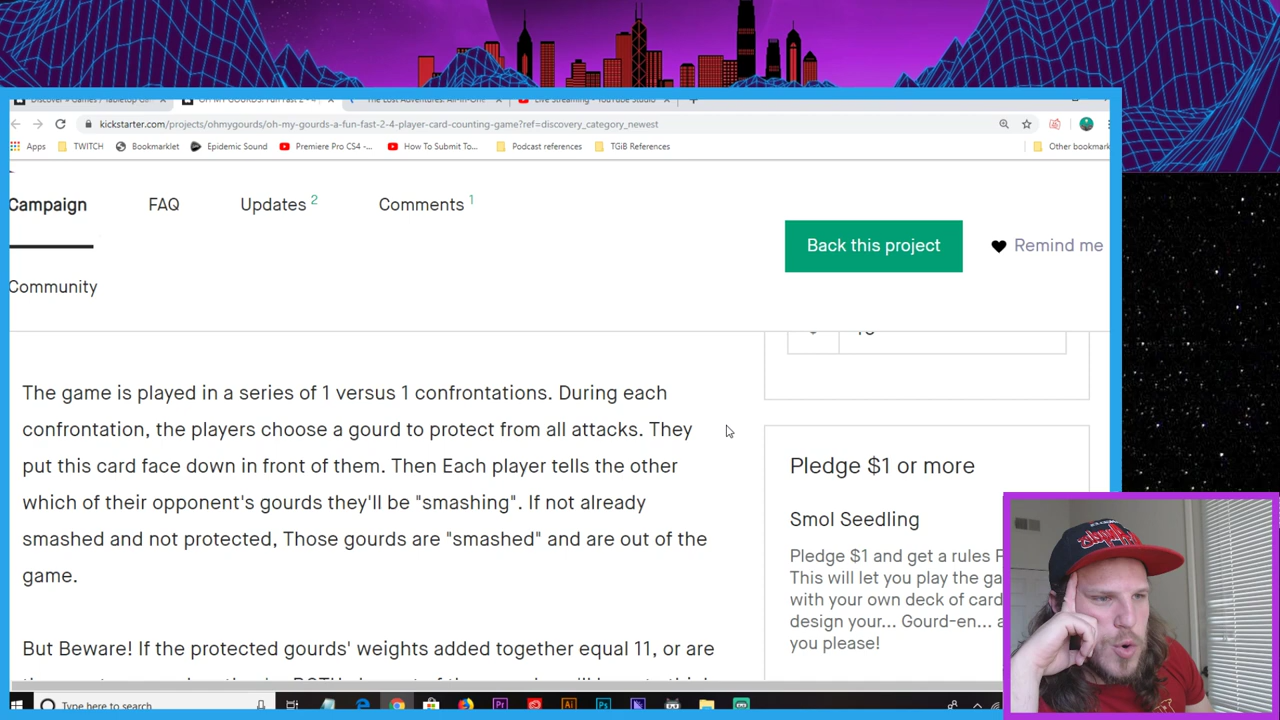 kickstarter.com/projects/ohmygourds/oh-my-gourds-a-fun-fast-2-4-player-card-counting-game?ref=discovery_category_newest
Apps TWITCH Bookmarklet Epidemic Sound Premiere Pro CS4 -... How To Submit To... Podcast references TGiB References Other bookmark
Campaign FAQ Updates 2 Comments 1
Back this project Remind me
Community
The game is played in a series of 1 versus 1 confrontations. During each
confrontation, the players choose a gourd to protect from all attacks. They
put this card face down in front of them. Then Each player tells the other
which of their opponent's gourds they'll be "smashing". If not already
smashed and not protected, Those gourds are "smashed" and are out of the
game.
But Beware! If the protected gourds' weights added together equal 11, or are
Pledge $1 or more
Smol Seedling
Pledge $1 and get a rules P
This will let you play the ga
with your own deck of card
design your... Gourd-en... a
you please!
Type here to search